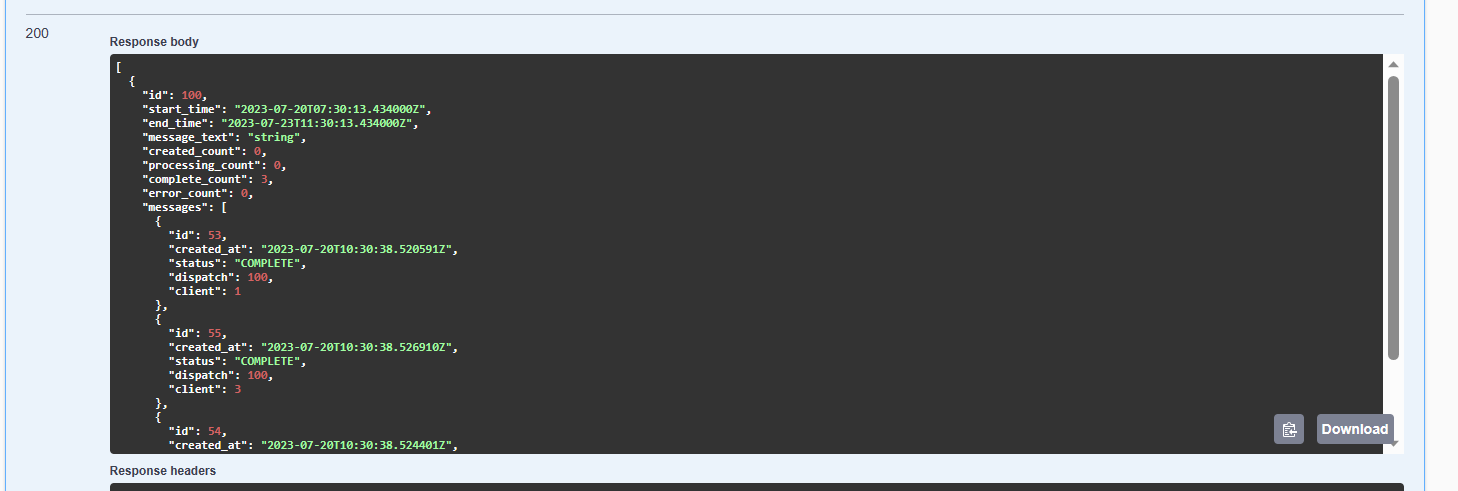 200
Response body
[
{
"id": 100,
"start_time": "2023-07-20T07:30:13.434000Z",
"end_time": "2023-07-23T11:30:13.434000Z",
"message_text": "string",
"created_count": 0,
"processing_count": 0,
"complete_count": 3,
"error_count": 0,
"messages": [
{
"id": 53,
"created_at": "2023-07-20T10:30:38.520591Z",
"status": "COMPLETE",
"dispatch": 100,
"client": 1
},
{
"id": 55,
"created_at": "2023-07-20T10:30:38.526910Z",
"status": "COMPLETE",
"dispatch": 100,
"client": 3
},
{
"id": 54,
"created_at": "2023-07-20T10:30:38.524401Z",
Download
Response headers